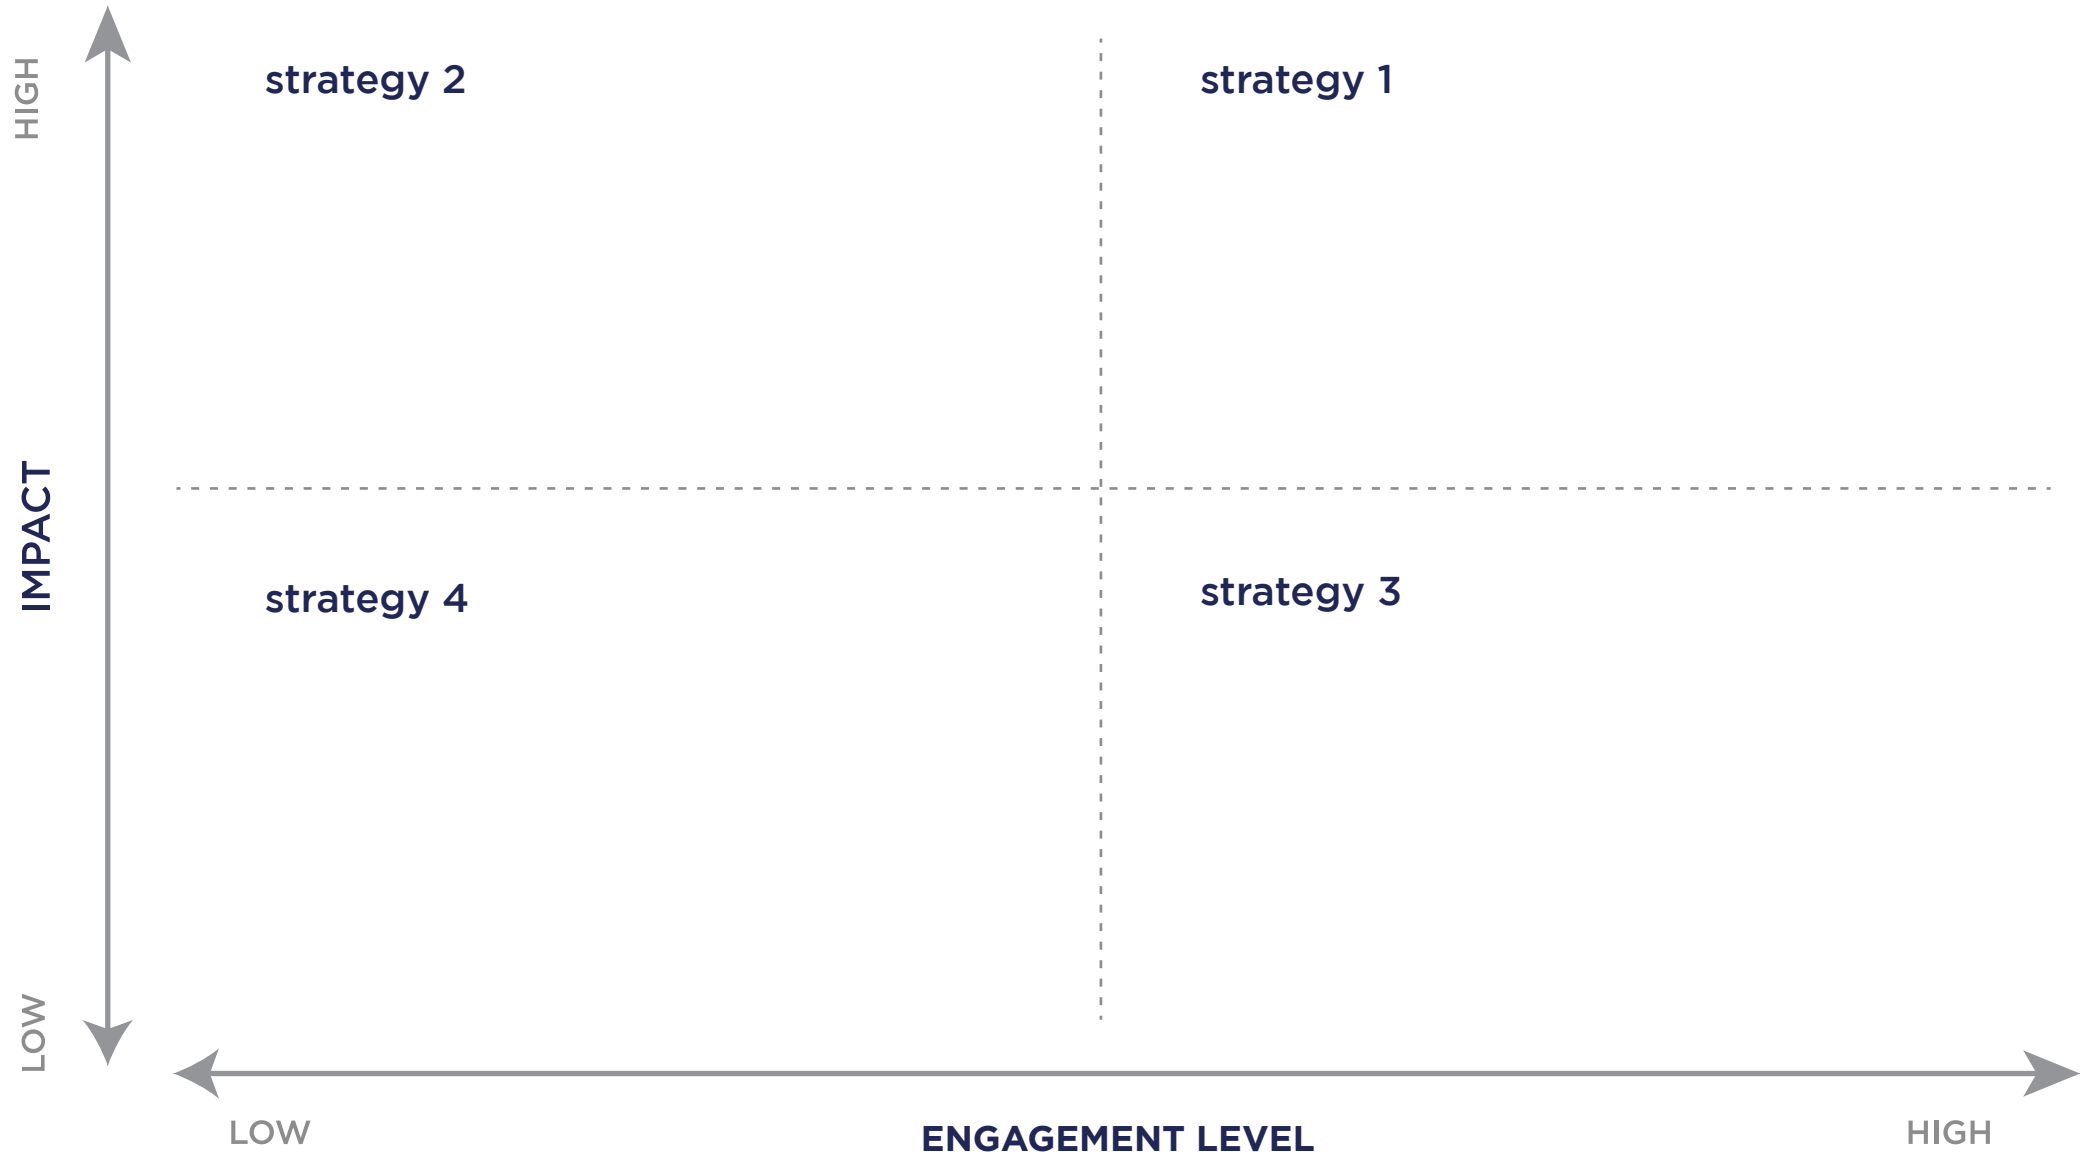 HIGH
strategy 2
strategy 1
IMPACT
strategy 4
strategy 3
LOW
LOW
ENGAGEMENT LEVEL
HIGH